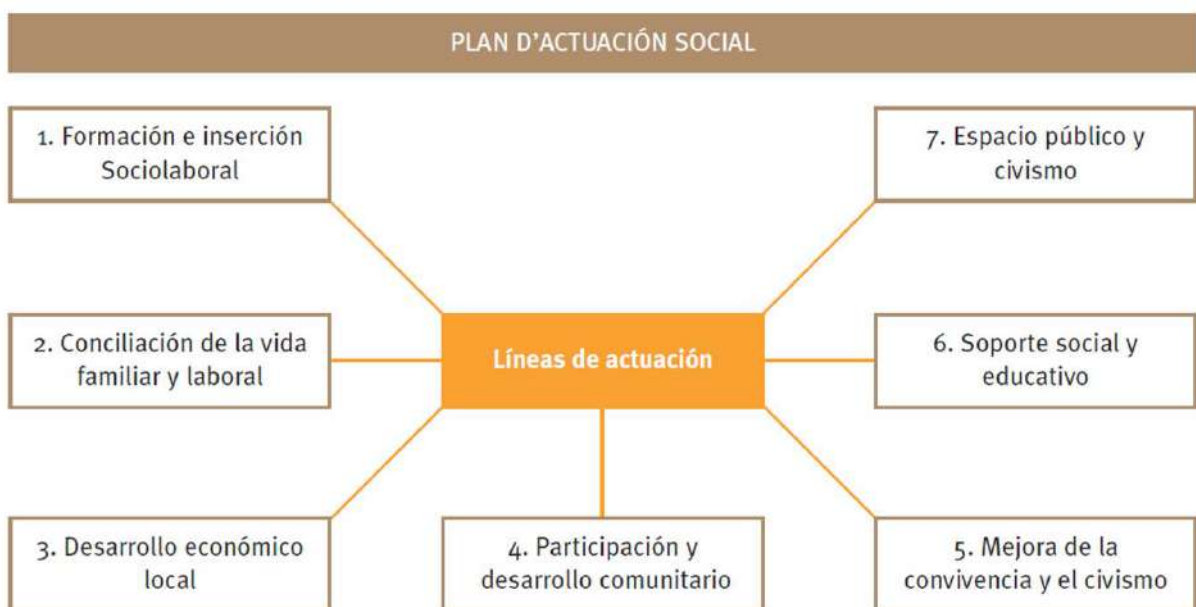 PLAN D'ACTUACIÓN SOCIAL
1. Formación e inserción
Sociolaboral
2. Conciliación de la vida
familiar y laboral
3. Desarrollo económico
local
4. Participación y
desarrollo comunitario
5. Mejora de la
convivencia y el civismo
6. Soporte social y
educativo
7. Espacio público y
civismo
Líneas de actuación